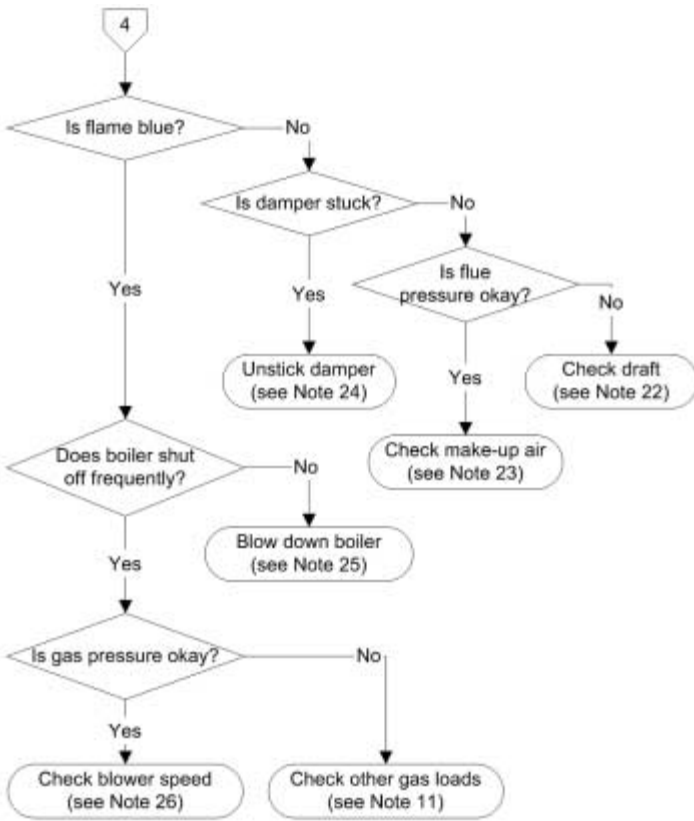 4
Is flame blue?
No
Is damper stuck?
No
Is flue
pressure okay?
Yes
Yes
No
Unstick damper
(see Note 24)
Yes
Check draft
(see Note 22)
Check make-up air
(see Note 23)
Does boiler shut
off frequently?
No
Blow down boiler
(see Note 25)
Yes
Is gas pressure okay?
No
Yes
Check blower speed
(see Note 26)
Check other gas loads
(see Note 11)